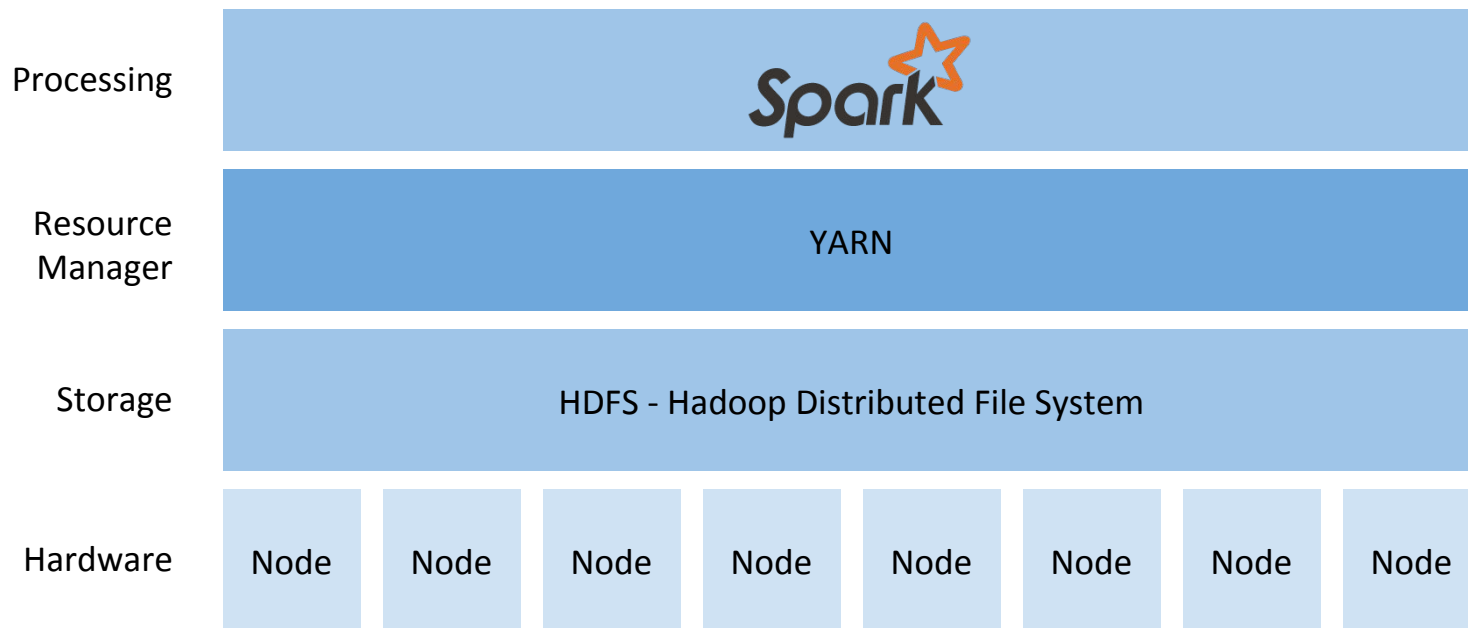 Processing
Spark
Resource
Manager
YARN
Storage
HDFS - Hadoop Distributed File System
Hardware
Node Node Node Node Node Node Node Node